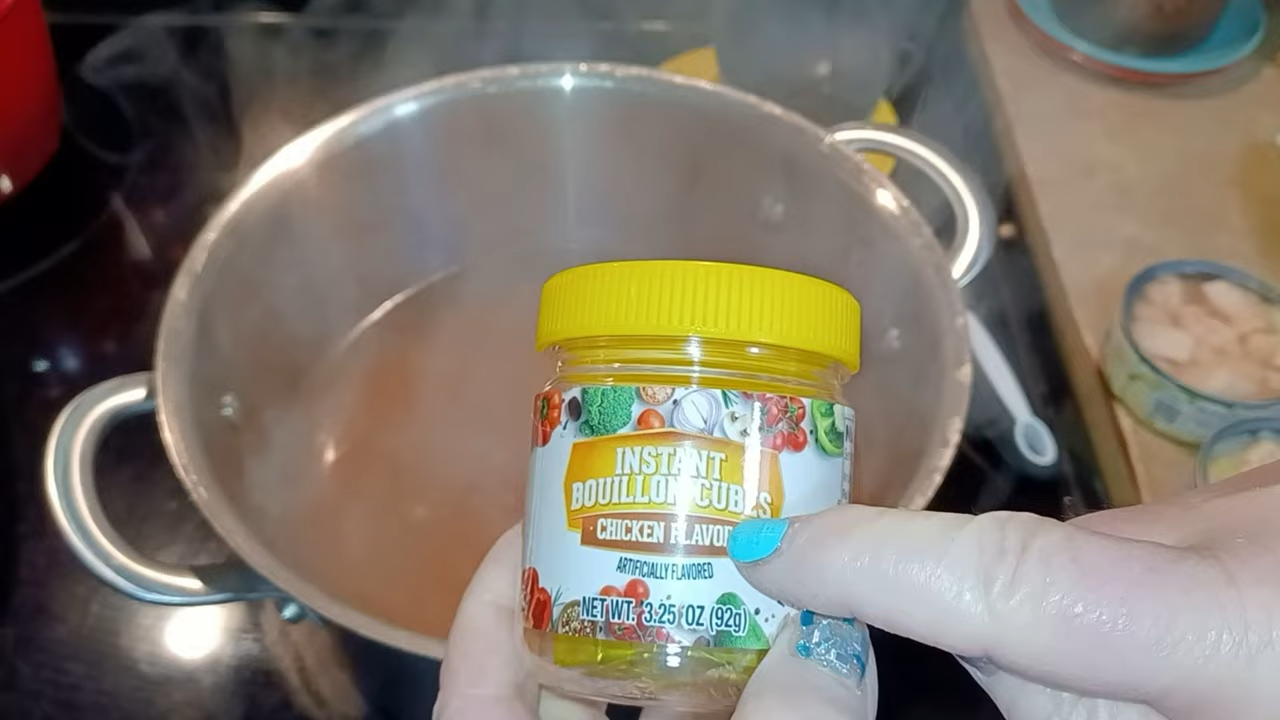 INSTANT
BOUILLON CUBES
CHICKEN FLAVOR
ARTIFICIALLY FLAVORED
NET WT. 3.25 OZ (92g)